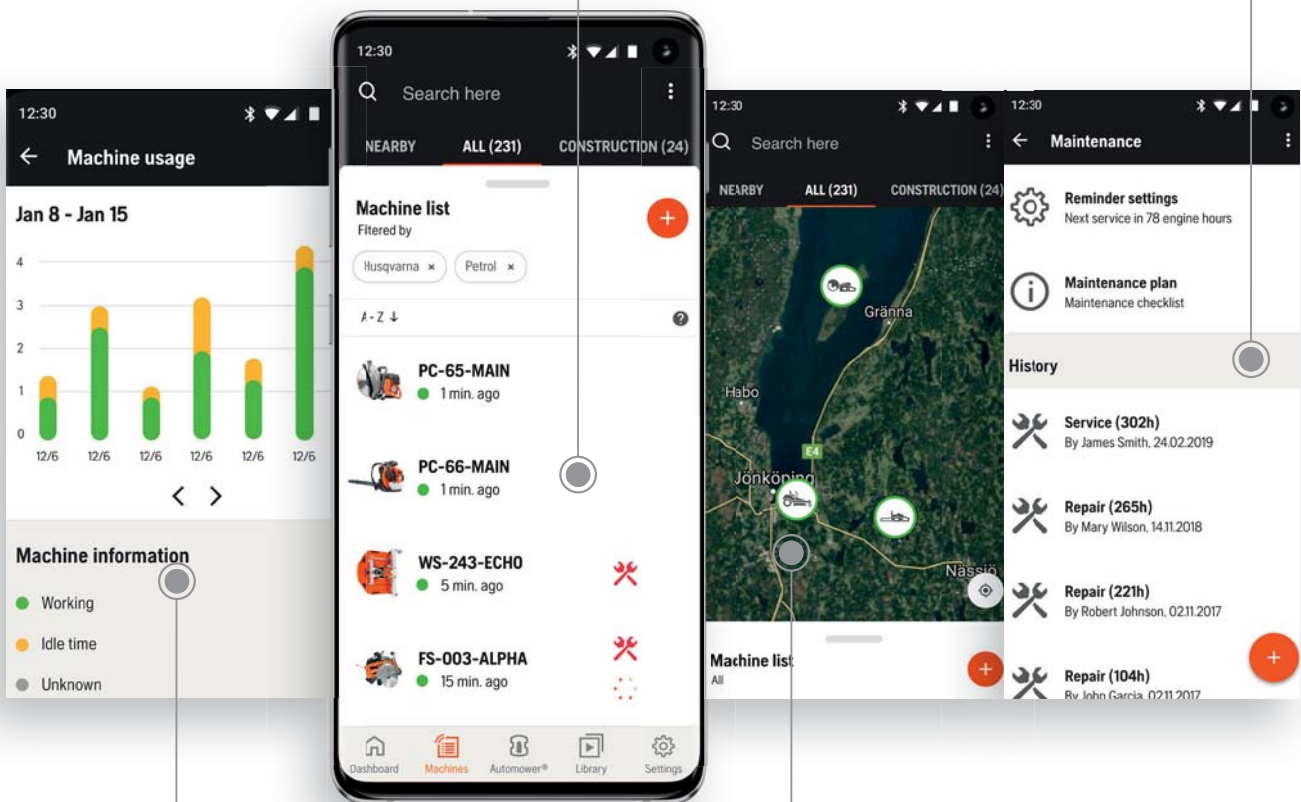 12:30
Machine usage
Jan 8 - Jan 15
4
3
2
1
0
12/6 12/6 12/6 12/6 12/6 12/6
Machine information
Working
Idle time
Unknown
12:30
Search here
NEARBY ALL (231) CONSTRUCTION (24)
Machine list
Filtered by
Husqvarna × Petrol ×
A - Z ↓
PC-65-MAIN
1 min. ago
PC-66-MAIN
1 min. ago
WS-243-ECHO
5 min. ago
FS-003-ALPHA
15 min. ago
Dashboard Machines Automower® Library Settings
12:30
Search here
NEARBY ALL (231) CONSTRUCTION (24)
Gränna
Habo
E4
Jönköping
Nässjö
Machine list
All
12:30
Maintenance
Reminder settings
Next service in 78 engine hours
Maintenance plan
Maintenance checklist
History
Service (302h)
By James Smith, 24.02.2019
Repair (265h)
By Mary Wilson, 14.11.2018
Repair (221h)
By Robert Johnson, 02.11.2017
Repair (104h)
By John Garcia, 02.11.2017